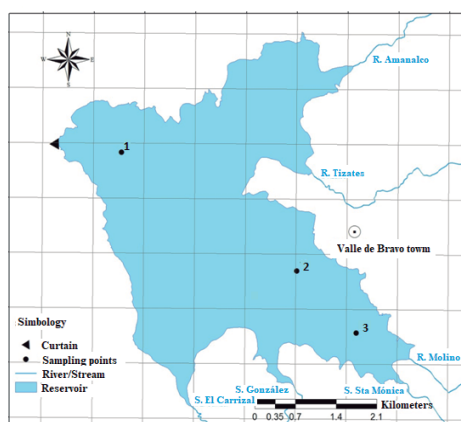 N
W E
S
R. Amanalco
1
R. Tizates
Valle de Bravo towm
2
3
Simbology
Curtain
Sampling points
River/Stream
Reservoir
R. Molino
S. González
S. Sta Mónica
S. El Carrizal
Kilometers
0 0.35 0.7 1.4 2.1